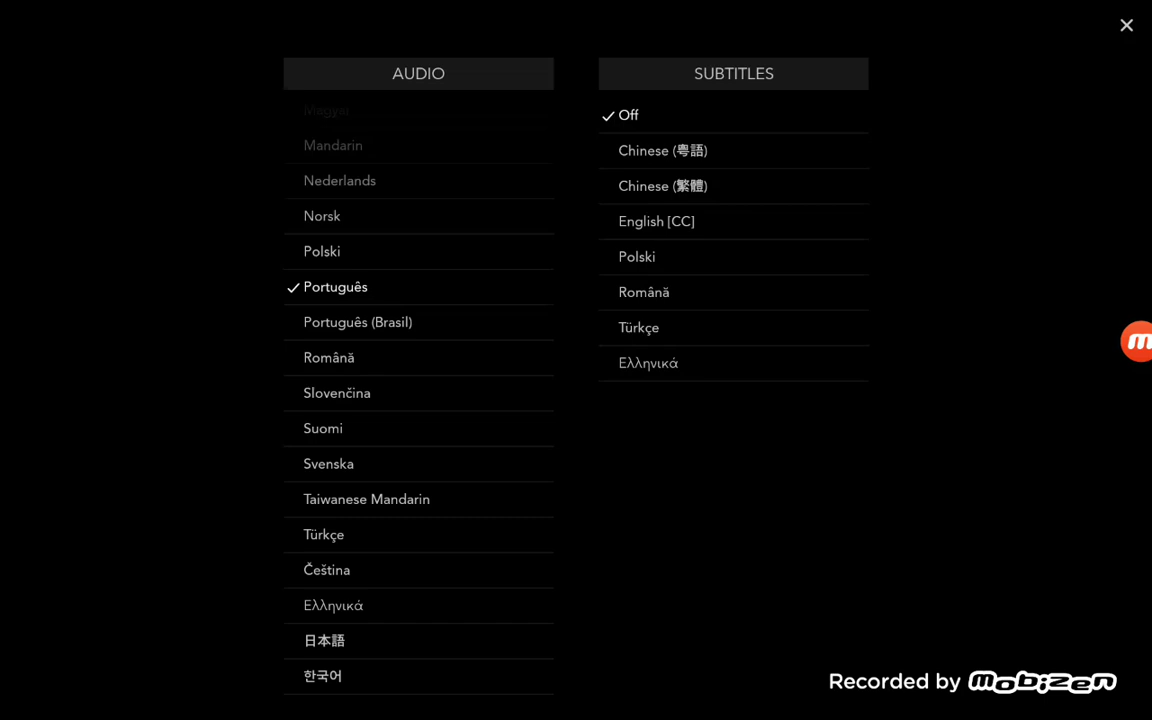 AUDIO
Magyar
Mandarin
Nederlands
Norsk
Polski
Português
Português (Brasil)
Română
Slovenčina
Suomi
Svenska
Taiwanese Mandarin
Türkçe
Čeština
Ελληνικά
日本語
한국어
SUBTITLES
Off
Chinese (粵語)
Chinese (繁體)
English [CC]
Polski
Română
Türkçe
Ελληνικά
m
Recorded by mobizen